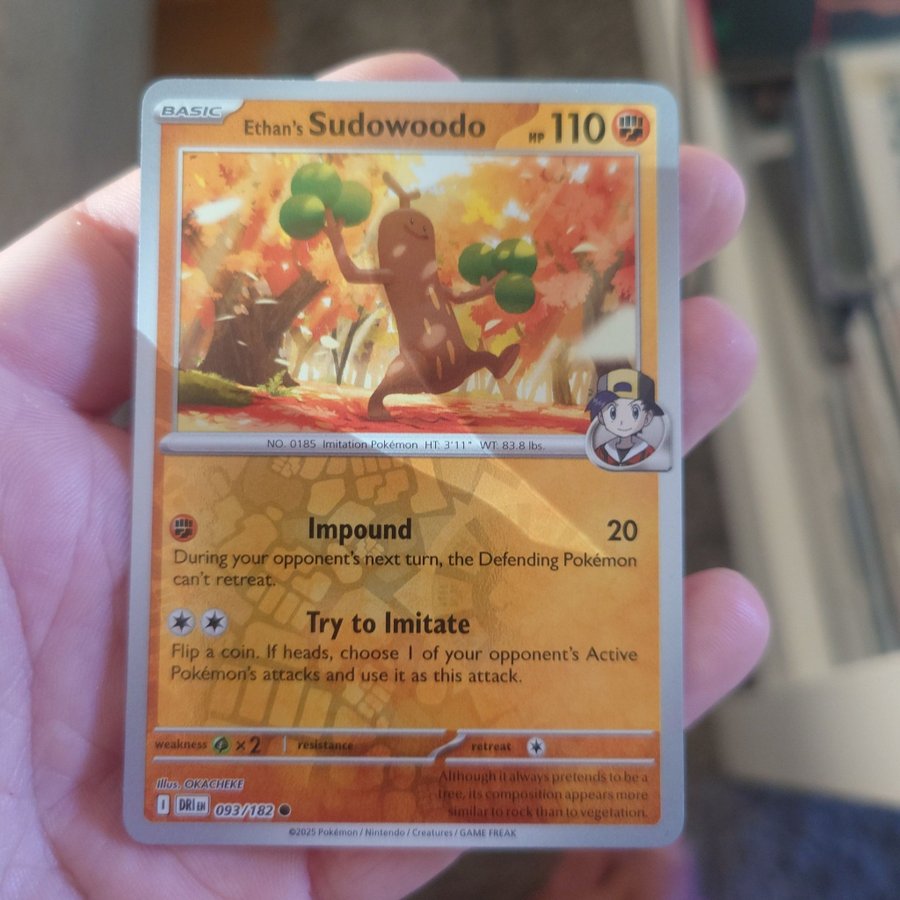 BASIC
Ethan's Sudowoodo HP 110
NO. 0185 Imitation Pokémon HT: 3'11" WT: 83.8 lbs.
Impound 20
During your opponent's next turn, the Defending Pokémon
can't retreat.
Try to Imitate
Flip a coin. If heads, choose 1 of your opponent's Active
Pokémon's attacks and use it as this attack.
weakness ×2 resistance retreat
Illus. OKACHEKE
I DRI EN 093/182
Although it always pretends to be a
tree, its composition appears more
similar to rock than to vegetation.
©2025 Pokémon / Nintendo / Creatures / GAME FREAK